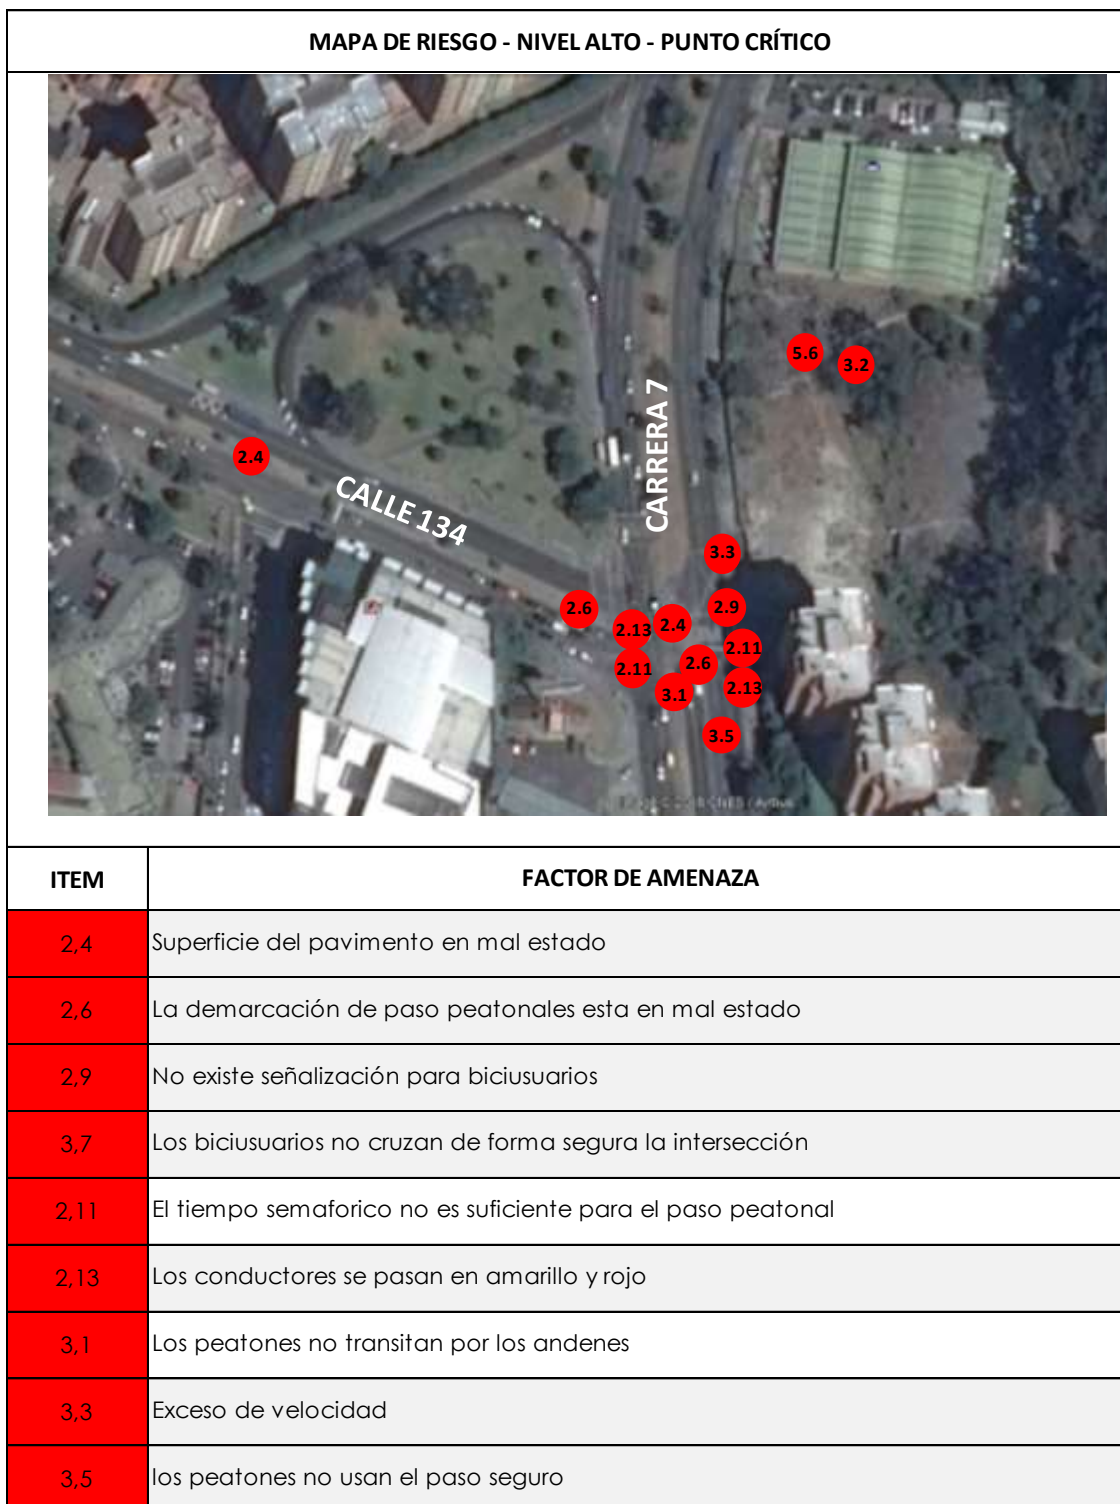 MAPA DE RIESGO - NIVEL ALTO - PUNTO CRÍTICO
5.6
3.2
CARRERA 7
2.4
CALLE 134
3.3
2.6
2.9
2.13
2.4
2.11
2.11
2.6
2.13
3.1
3.5
ITEM FACTOR DE AMENAZA
2,4 Superficie del pavimento en mal estado
2,6 La demarcación de paso peatonales esta en mal estado
2,9 No existe señalización para biciusuarios
3,7 Los biciusuarios no cruzan de forma segura la intersección
2,11 El tiempo semaforico no es suficiente para el paso peatonal
2,13 Los conductores se pasan en amarillo y rojo
3,1 Los peatones no transitan por los andenes
3,3 Exceso de velocidad
3,5 los peatones no usan el paso seguro